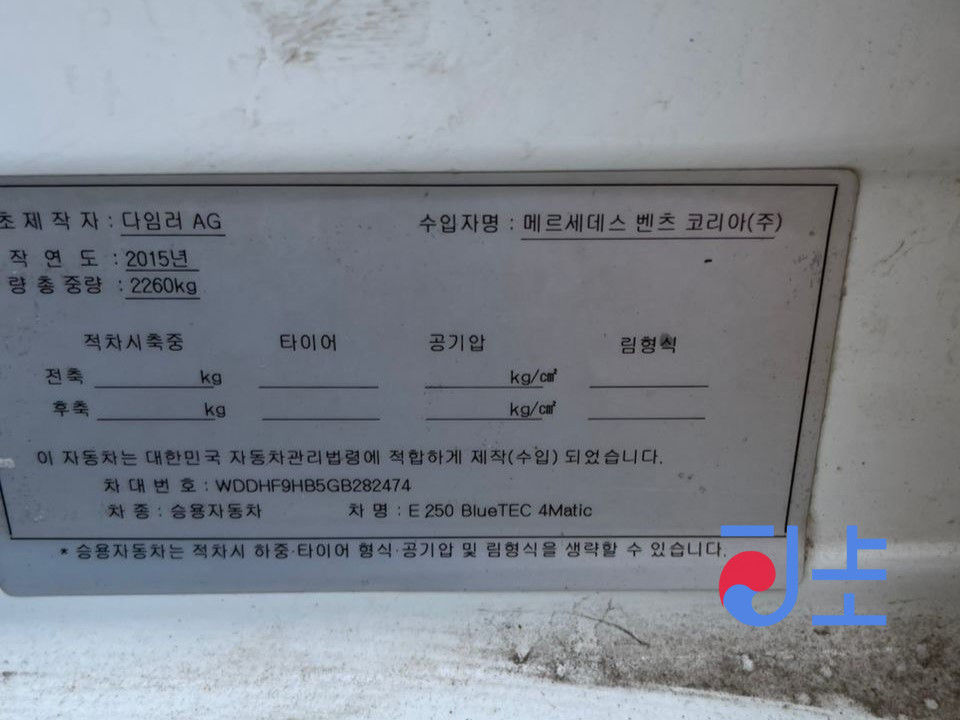 초 제 작 자 : 다임러 AG 수입자명 : 메르세데스 벤츠 코리아(주)
작 연 도 : 2015년
량 총 중량 : 2260kg
적차시축중 타이어 공기압 림형식
전축 kg kg/㎠
후축 kg kg/㎠
이 자동차는 대한민국 자동차관리법령에 적합하게 제작(수입) 되었습니다.
차 대 번 호 : WDDHF9HB5GB282474
차 종 : 승용자동차 차 명 : E 250 BlueTEC 4Matic
* 승용자동차는 적차시 하중·타이어 형식·공기압 및 림형식을 생략할 수 있습니다.